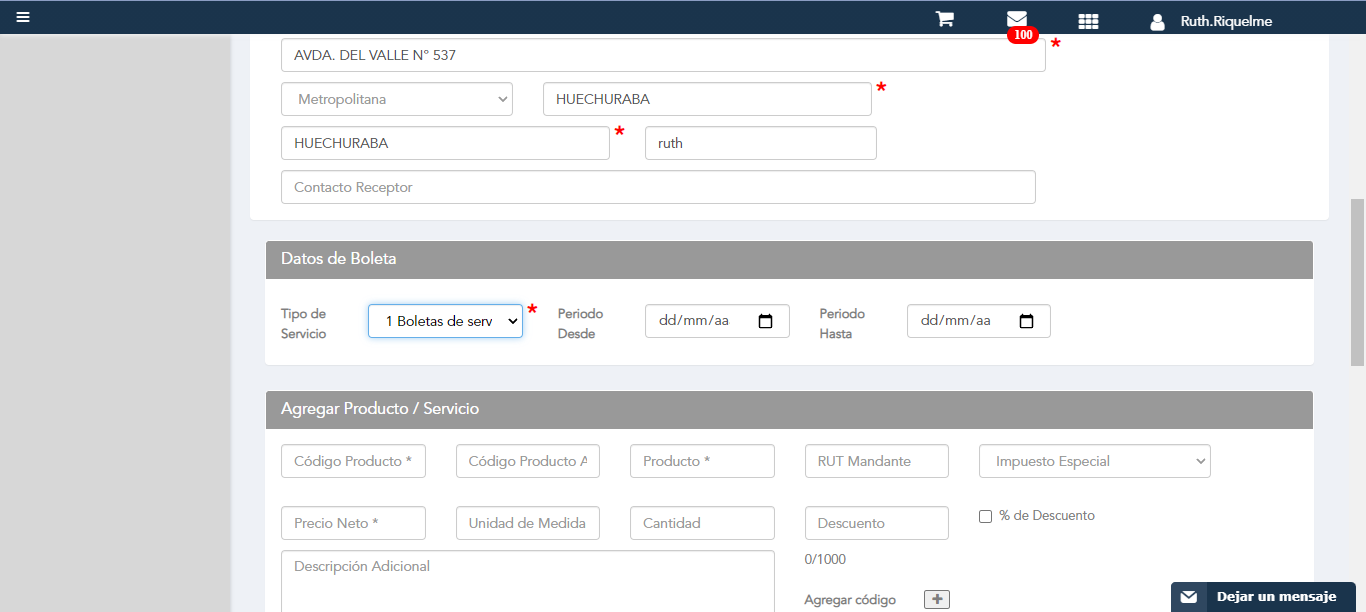 Ruth.Riquelme
100
AVDA. DEL VALLE N° 537
*
Metropolitana
HUECHURABA
*
HUECHURABA
*
ruth
Contacto Receptor
Datos de Boleta
Tipo de
Servicio
1 Boletas de serv
*
Periodo
Desde
dd/mm/aa
Periodo
Hasta
dd/mm/aa
Agregar Producto / Servicio
Código Producto *
Código Producto A
Producto *
RUT Mandante
Impuesto Especial
Precio Neto *
Unidad de Medida
Cantidad
Descuento
% de Descuento
Descripción Adicional
0/1000
Agregar código
+
Dejar un mensaje